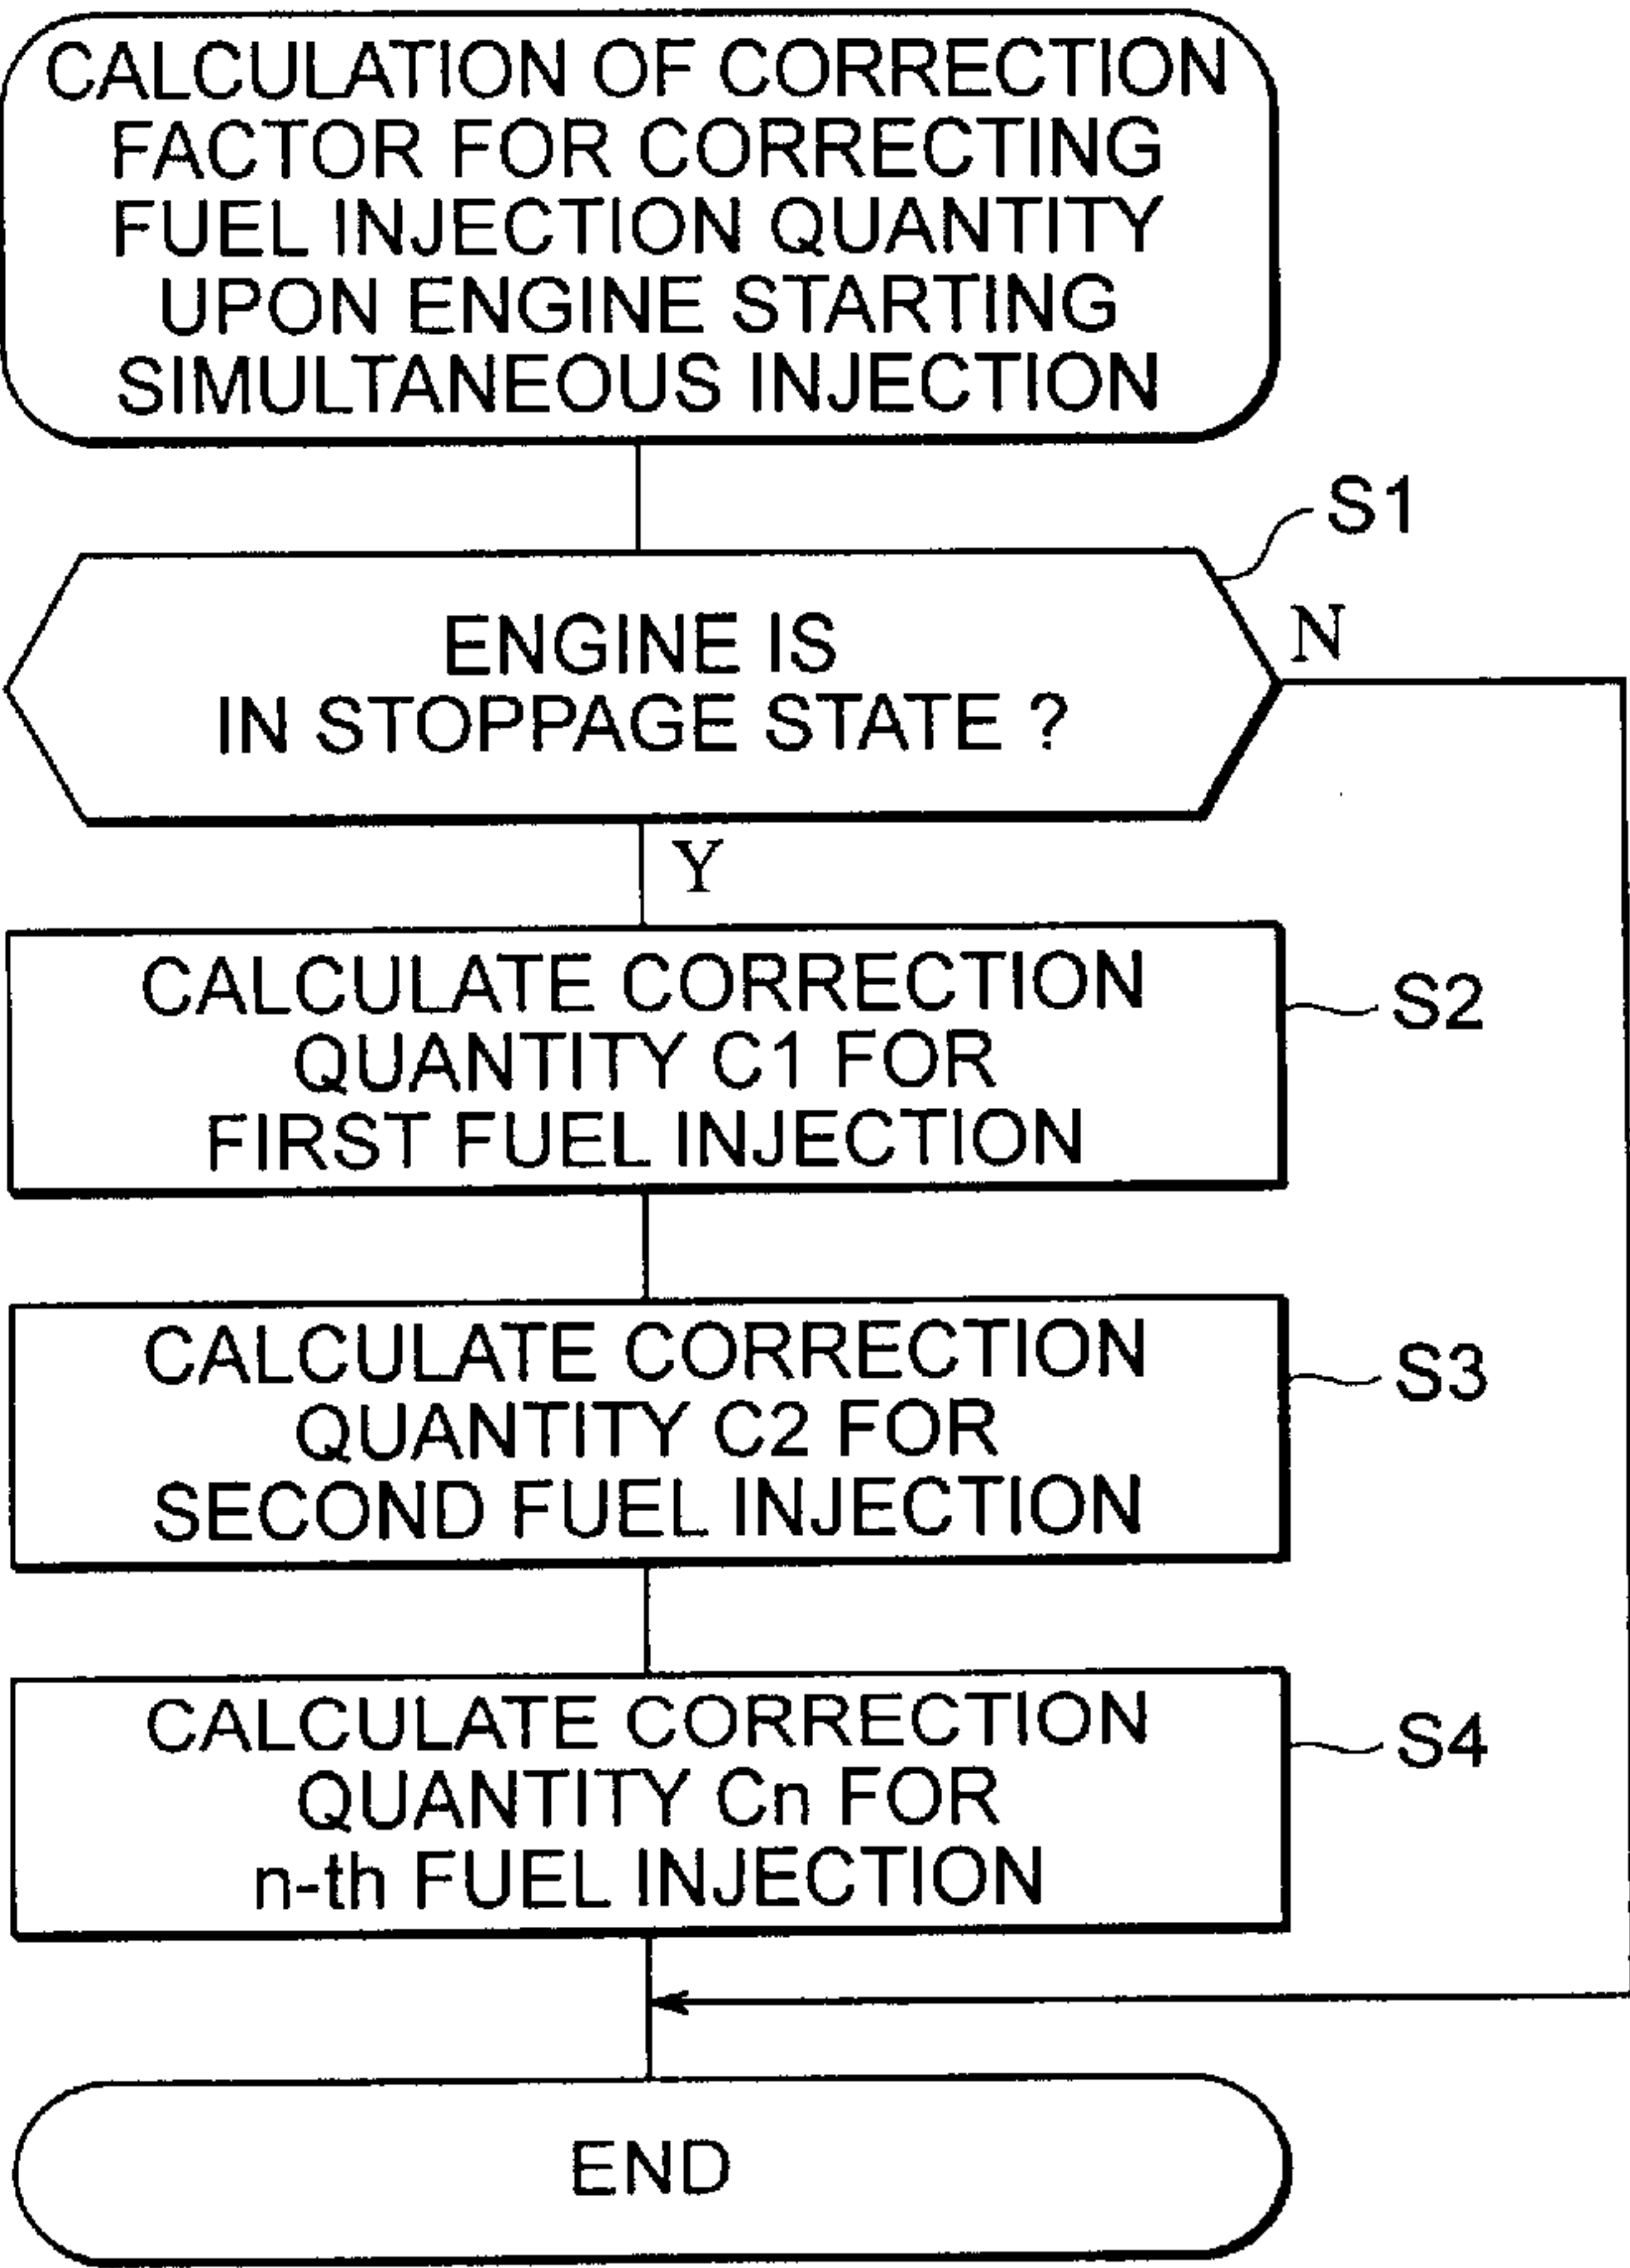 CALCULATION OF CORRECTION
FACTOR FOR CORRECTING
FUEL INJECTION QUANTITY
UPON ENGINE STARTING
SIMULTANEOUS INJECTION
S1
ENGINE IS
IN STOPPAGE STATE ?
N
Y
CALCULATE CORRECTION
QUANTITY C1 FOR
FIRST FUEL INJECTION
S2
CALCULATE CORRECTION
QUANTITY C2 FOR
SECOND FUEL INJECTION
S3
CALCULATE CORRECTION
QUANTITY Cn FOR
n-th FUEL INJECTION
S4
END